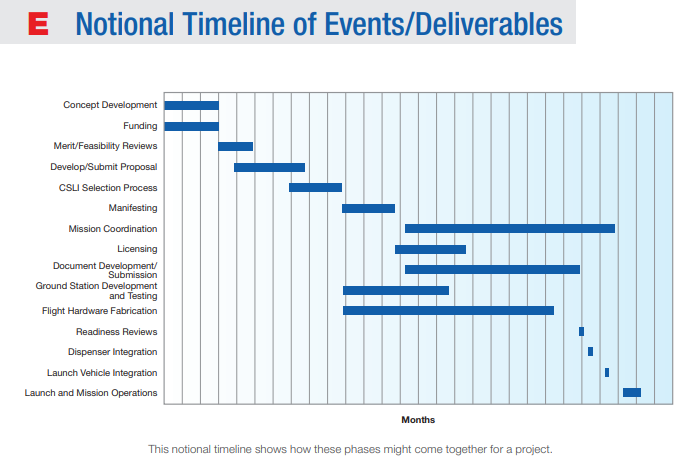 E Notional Timeline of Events/Deliverables
Concept Development
Funding
Merit/Feasibility Reviews
Develop/Submit Proposal
CSLI Selection Process
Manifesting
Mission Coordination
Licensing
Document Development/
Submission
Ground Station Development
and Testing
Flight Hardware Fabrication
Readiness Reviews
Dispenser Integration
Launch Vehicle Integration
Launch and Mission Operations
Months
This notional timeline shows how these phases might come together for a project.